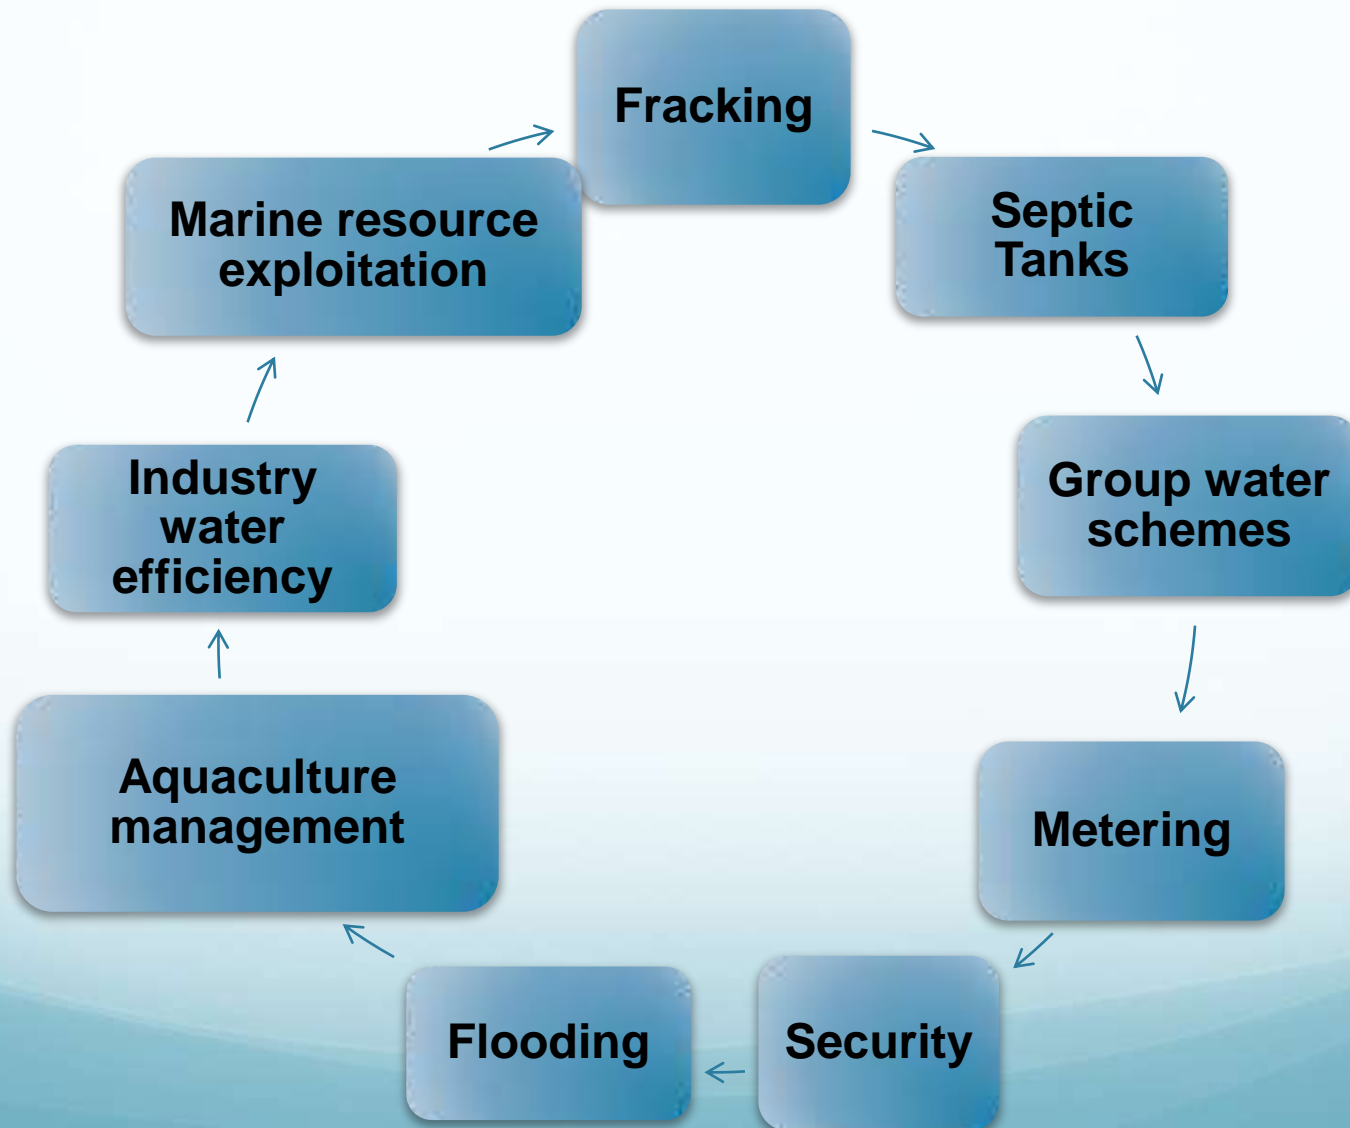 Fracking
Septic
Tanks
Group water
schemes
Metering
Security
Flooding
Aquaculture
management
Industry
water
efficiency
Marine resource
exploitation